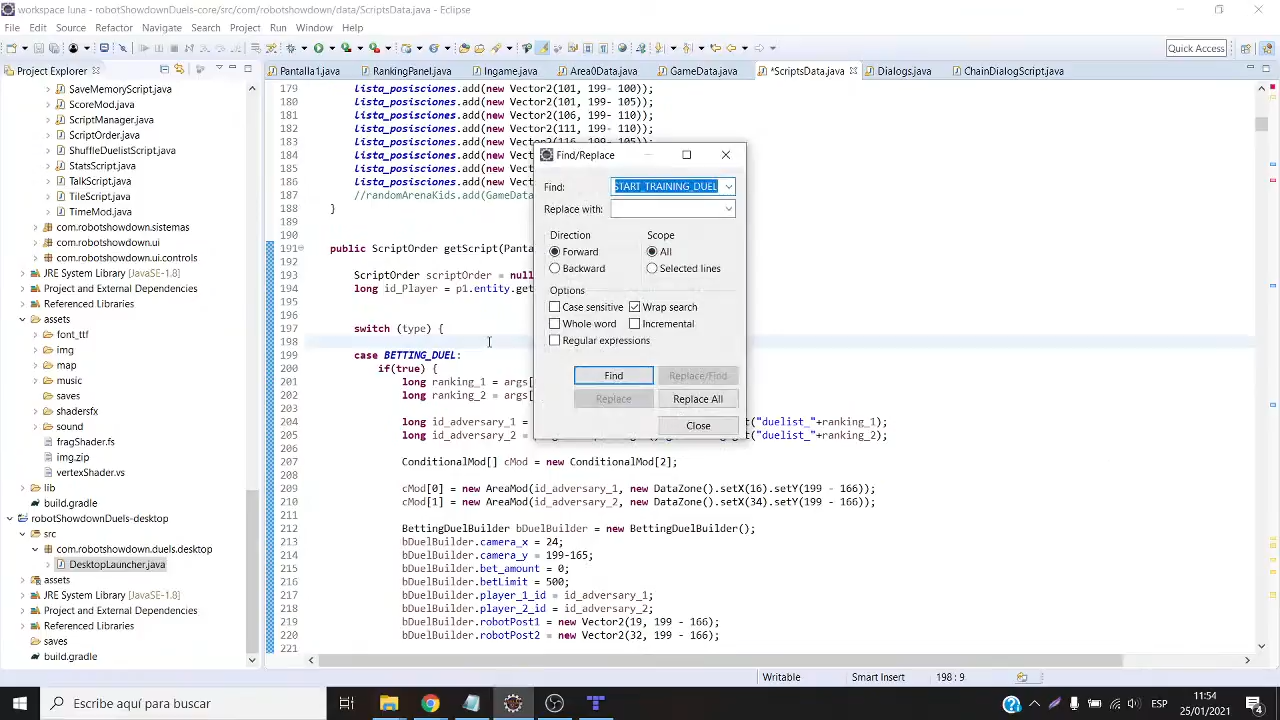 workspace luna - robotShowdownDuels-core/src/com/robotshowdown/data/ScriptsData.java - Eclipse
File Edit Source Refactor Navigate Search Project Run Window Help
Quick Access
Project Explorer
Pantalla1.java RankingPanel.java Ingame.java Area0Data.java GameData.java *ScriptsData.java Dialogs.java ChainDialogScript.java
SaveMemoryScript.java
ScoreMod.java
ScriptManager.java
ScriptOrder.java
ShuffleDuelistScript.java
StatsScript.java
TalkScript.java
TileScript.java
TimeMod.java
com.robotshowdown.sistemas
com.robotshowdown.ui
com.robotshowdown.ui.controls
JRE System Library [JavaSE-1.8]
Project and External Dependencies
Referenced Libraries
assets
font_ttf
img
map
music
saves
shadersfx
sound
fragShader.fs
img.zip
vertexShader.vs
lib
build.gradle
robotShowdownDuels-desktop
src
com.robotshowdown.duels.desktop
DesktopLauncher.java
assets
JRE System Library [JavaSE-1.8]
Project and External Dependencies
Referenced Libraries
saves
build.gradle
179 lista_posisciones.add(new Vector2(101, 199- 100));
180 lista_posisciones.add(new Vector2(101, 199- 105));
181 lista_posisciones.add(new Vector2(106, 199- 110));
182 lista_posisciones.add(new Vector2(111, 199- 110));
183 lista_posisciones.add(new Vector2(116, 199- 105));
184 lista_posisciones.add(new Vec
185 lista_posisciones.add(new Vec
186 lista_posisciones.add(new Vec
187 //randomArenaKids.add(GameData
188 }
189
190
191 public ScriptOrder getScript(Pan
192
193 ScriptOrder scriptOrder = nul
194 long id_Player = p1.entity.get
195
196
197 switch (type) {
198
199 case BETTING_DUEL:
200 if(true) {
201 long ranking_1 = args[
202 long ranking_2 = args[
203
204 long id_adversary_1 = t("duelist_"+ranking_1);
205 long id_adversary_2 = t("duelist_"+ranking_2);
206
207 ConditionalMod[] cMod = new ConditionalMod[2];
208
209 cMod[0] = new AreaMod(id_adversary_1, new DataZone().setX(16).setY(199 - 166));
210 cMod[1] = new AreaMod(id_adversary_2, new DataZone().setX(34).setY(199 - 166));
211
212 BettingDuelBuilder bDuelBuilder = new BettingDuelBuilder();
213 bDuelBuilder.camera_x = 24;
214 bDuelBuilder.camera_y = 199-165;
215 bDuelBuilder.bet_amount = 0;
216 bDuelBuilder.betLimit = 500;
217 bDuelBuilder.player_1_id = id_adversary_1;
218 bDuelBuilder.player_2_id = id_adversary_2;
219 bDuelBuilder.robotPost1 = new Vector2(19, 199 - 166);
220 bDuelBuilder.robotPost2 = new Vector2(32, 199 - 166);
221
Find/Replace
Find: START_TRAINING_DUEL
Replace with:
Direction Scope
Forward All
Backward Selected lines
Options
Case sensitive Wrap search
Whole word Incremental
Regular expressions
Find Replace/Find
Replace Replace All
Close
Writable Smart Insert 198 : 9
Escribe aquí para buscar
ESP
11:54
25/01/2021
4